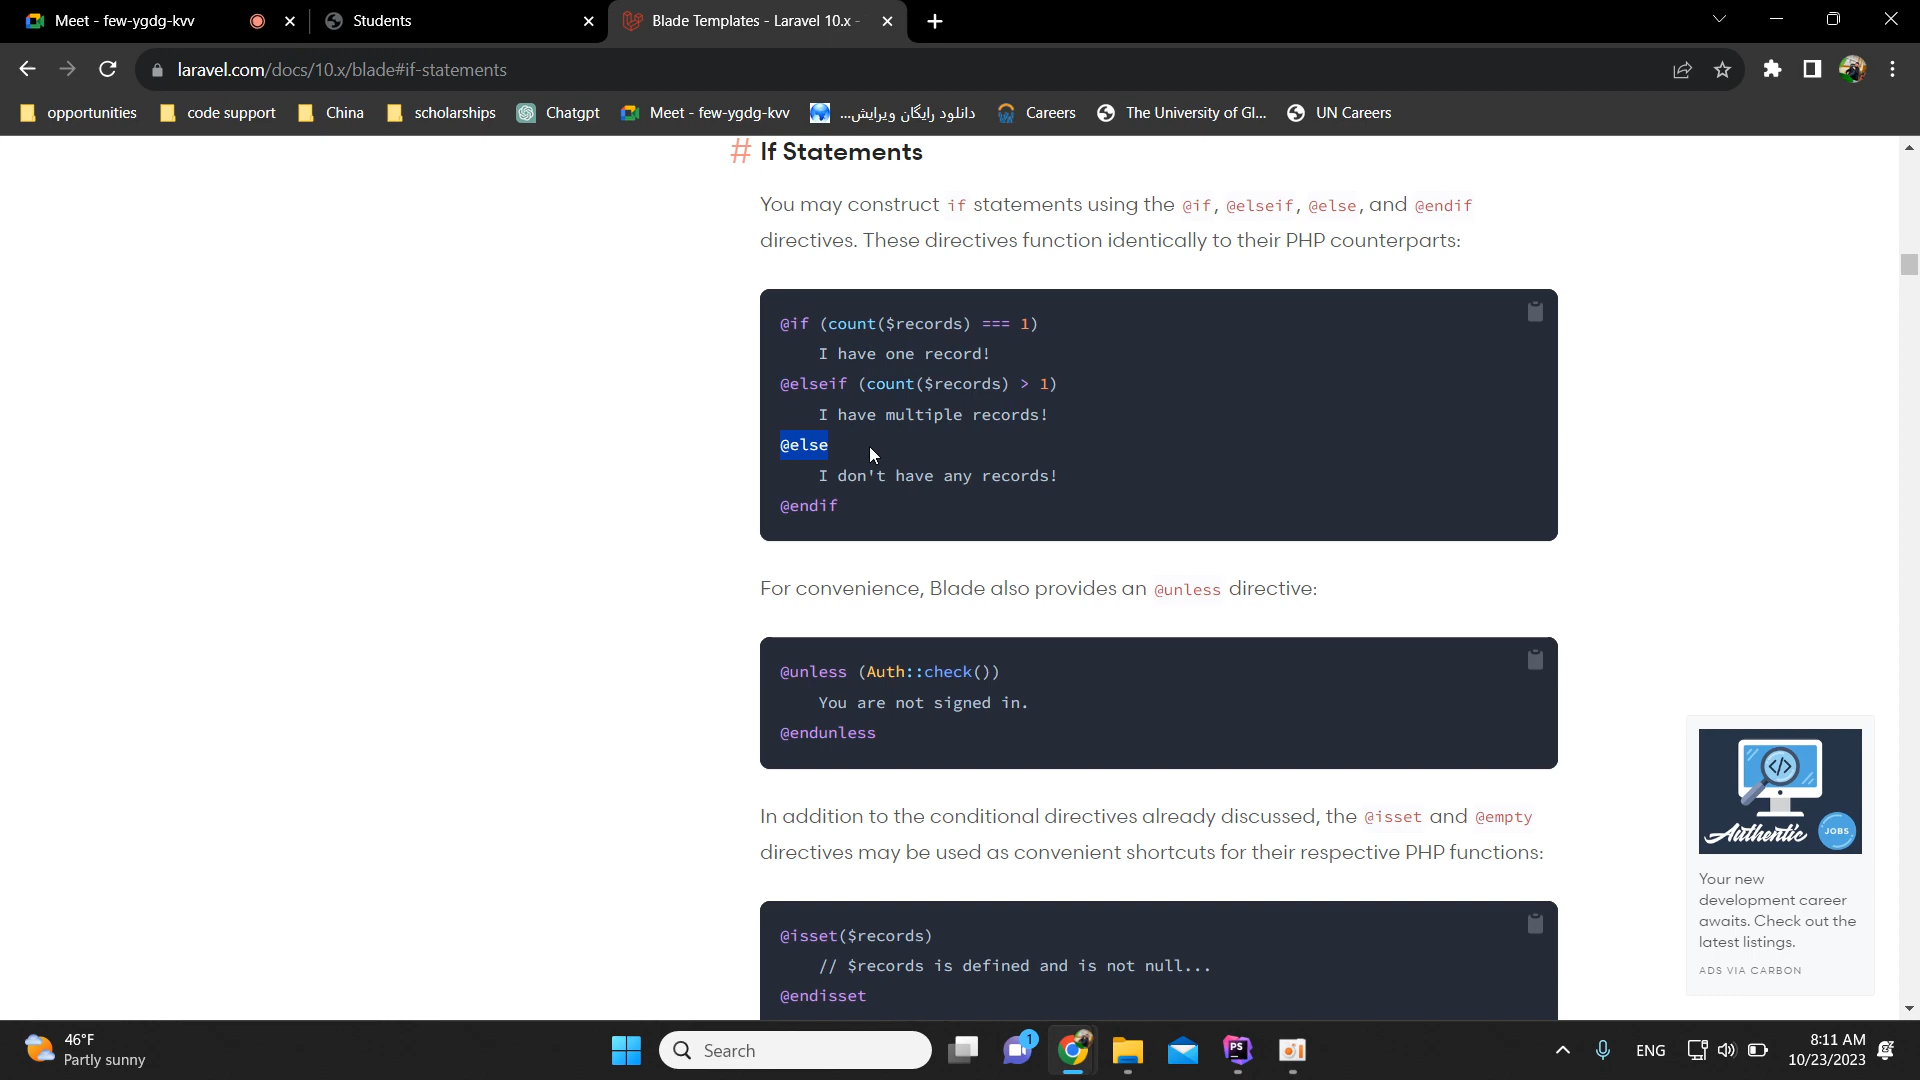 Meet - few-ygdg-kvv
Students
Blade Templates - Laravel 10.x -
laravel.com/docs/10.x/blade#if-statements
opportunities
code support
China
scholarships
Chatgpt
Meet - few-ygdg-kvv
دانلود رایگان ویرایش...
Careers
The University of Gl...
UN Careers
# If Statements
You may construct if statements using the @if, @elseif, @else, and @endif
directives. These directives function identically to their PHP counterparts:
@if (count($records) === 1)
I have one record!
@elseif (count($records) > 1)
I have multiple records!
@else
I don't have any records!
@endif
For convenience, Blade also provides an @unless directive:
@unless (Auth::check())
You are not signed in.
@endunless
In addition to the conditional directives already discussed, the @isset and @empty
directives may be used as convenient shortcuts for their respective PHP functions:
@isset($records)
// $records is defined and is not null...
@endisset
</>
Authentic JOBS
Your new
development career
awaits. Check out the
latest listings.
ADS VIA CARBON
46°F
Partly sunny
Search
1
PS
ENG
8:11 AM
10/23/2023